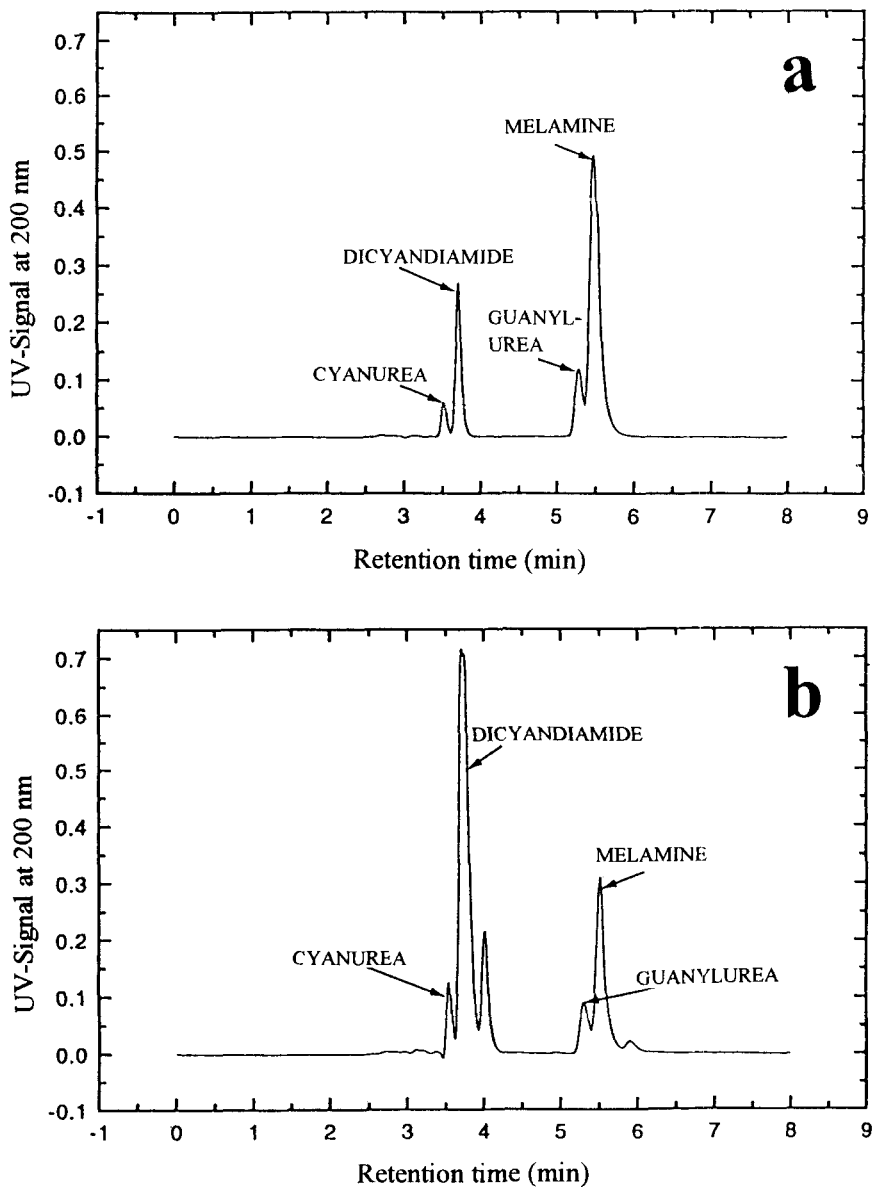 a
0.7
0.6
0.5
0.4
0.3
0.2
0.1
0.0
-0.1
UV-Signal at 200 nm
MELAMINE
DICYANDIAMIDE
GUANYL-
UREA
CYANUREA
-1 0 1 2 3 4 5 6 7 8 9
Retention time (min)
b
0.7
0.6
0.5
0.4
0.3
0.2
0.1
0.0
-0.1
UV-Signal at 200 nm
DICYANDIAMIDE
MELAMINE
CYANUREA
GUANYLUREA
-1 0 1 2 3 4 5 6 7 8 9
Retention time (min)